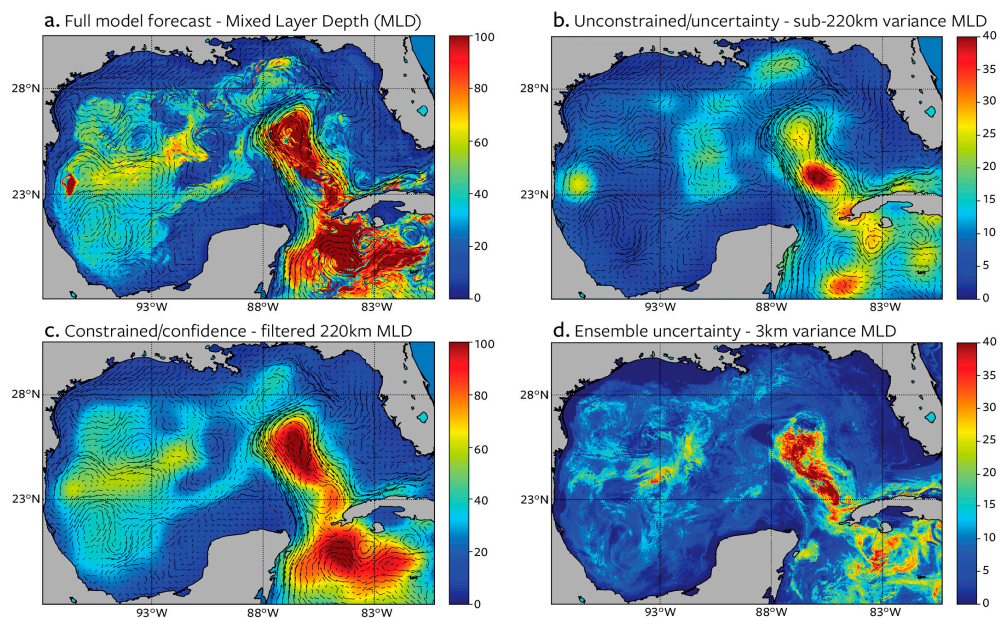 a. Full model forecast - Mixed Layer Depth (MLD)
28°N
23°N
93°W 88°W 83°W
100
80
60
40
20
0
b. Unconstrained/uncertainty - sub-220km variance MLD
28°N
23°N
93°W 88°W 83°W
40
35
30
25
20
15
10
5
0
c. Constrained/confidence - filtered 220km MLD
28°N
23°N
93°W 88°W 83°W
100
80
60
40
20
0
d. Ensemble uncertainty - 3km variance MLD
28°N
23°N
93°W 88°W 83°W
40
35
30
25
20
15
10
5
0